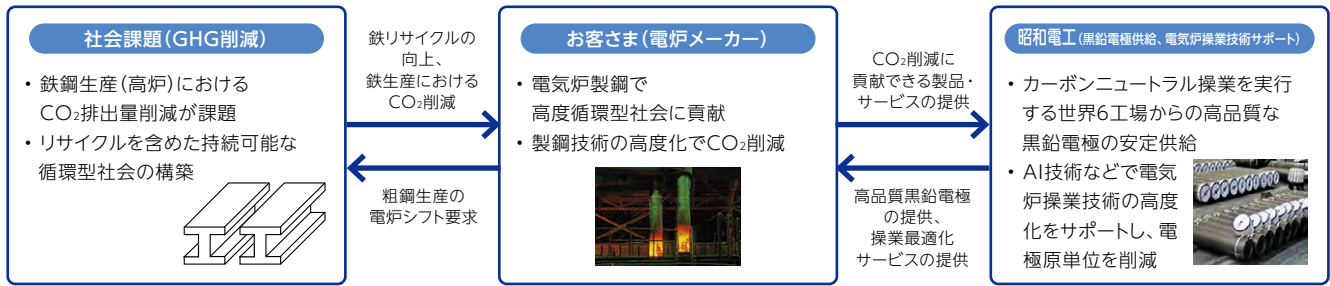 社会課題(GHG削減)
・ 鉄鋼生産(高炉)における
CO₂排出量削減が課題
・ リサイクルを含めた持続可能な
循環型社会の構築
鉄リサイクルの
向上、
鉄生産における
CO₂削減
粗鋼生産の
電炉シフト要求
お客さま(電炉メーカー)
・ 電気炉製鋼で
高度循環型社会に貢献
・ 製鋼技術の高度化でCO₂削減
CO₂削減に
貢献できる製品・
サービスの提供
高品質黒鉛電極
の提供、
操業最適化
サービスの提供
昭和電工(黒鉛電極供給、電気炉操業技術サポート)
・ カーボンニュートラル操業を実行
する世界6工場からの高品質な
黒鉛電極の安定供給
・ AI技術などで電気
炉操業技術の高度
化をサポートし、電
極原単位を削減